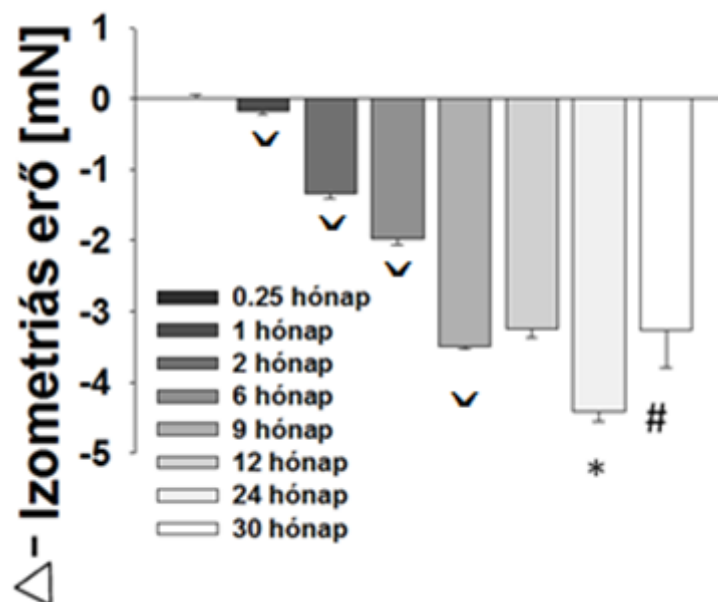 △– Izometriás erő [mN]
1
0
-1
-2
-3
-4
-5
0.25 hónap
1 hónap
2 hónap
6 hónap
9 hónap
12 hónap
24 hónap
30 hónap
*
#